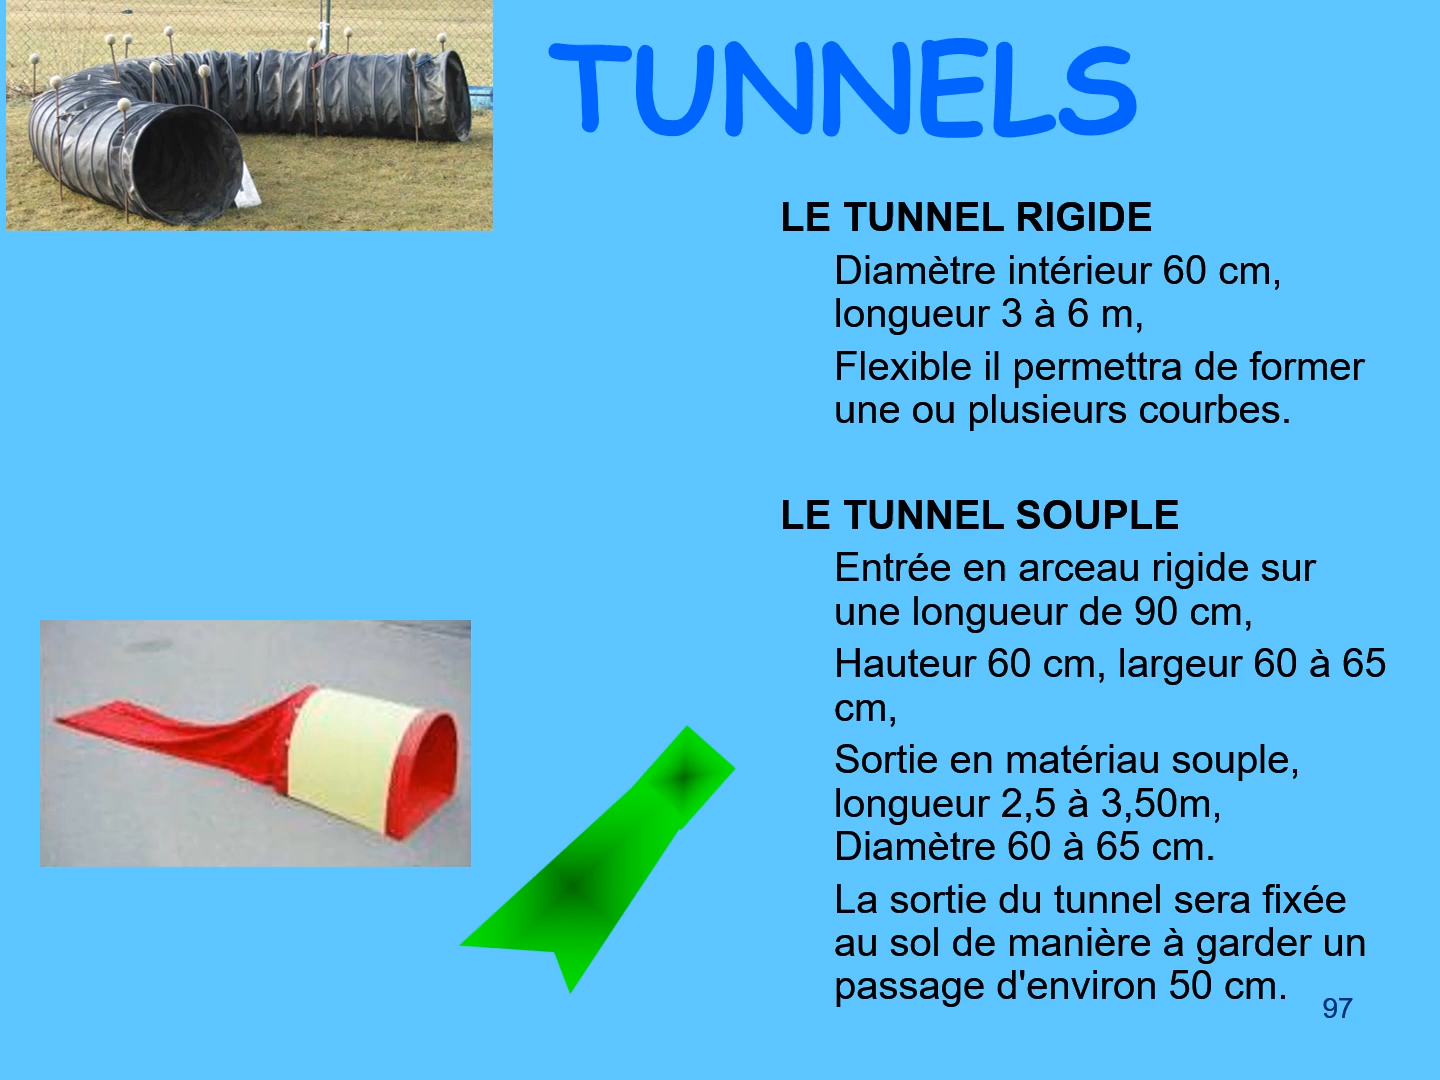 TUNNELS
LE TUNNEL RIGIDE
Diamètre intérieur 60 cm,
longueur 3 à 6 m,
Flexible il permettra de former
une ou plusieurs courbes.
LE TUNNEL SOUPLE
Entrée en arceau rigide sur
une longueur de 90 cm,
Hauteur 60 cm, largeur 60 à 65
cm,
Sortie en matériau souple,
longueur 2,5 à 3,50m,
Diamètre 60 à 65 cm.
La sortie du tunnel sera fixée
au sol de manière à garder un
passage d'environ 50 cm.
97